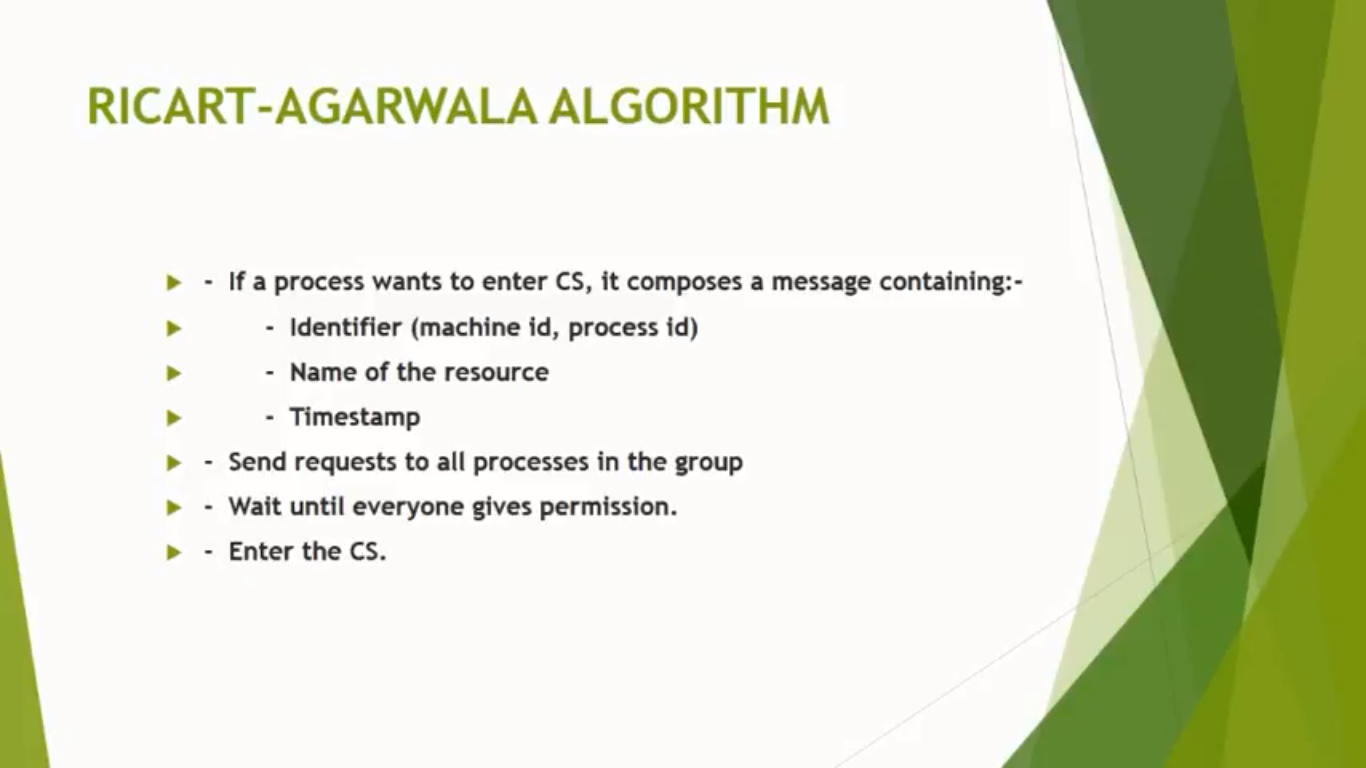 RICART-AGARWALA ALGORITHM
- If a process wants to enter CS, it composes a message containing:-
- Identifier (machine id, process id)
- Name of the resource
- Timestamp
- Send requests to all processes in the group
- Wait until everyone gives permission.
- Enter the CS.